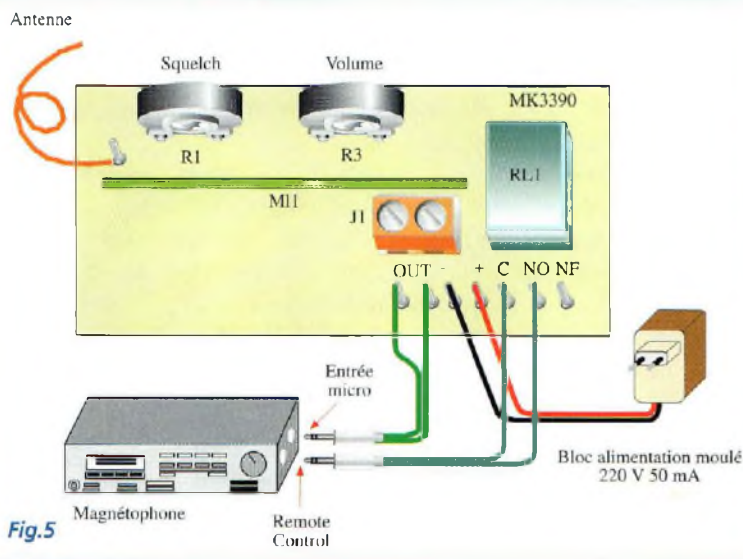 Antenne
Squelch
Volume
MK3390
R1
R3
RL1
MI1
J1
OUT - + C NO NF
Entrée
micro
Bloc alimentation moulé
220 V 50 mA
Magnétophone
Remote
Control
Fig.5